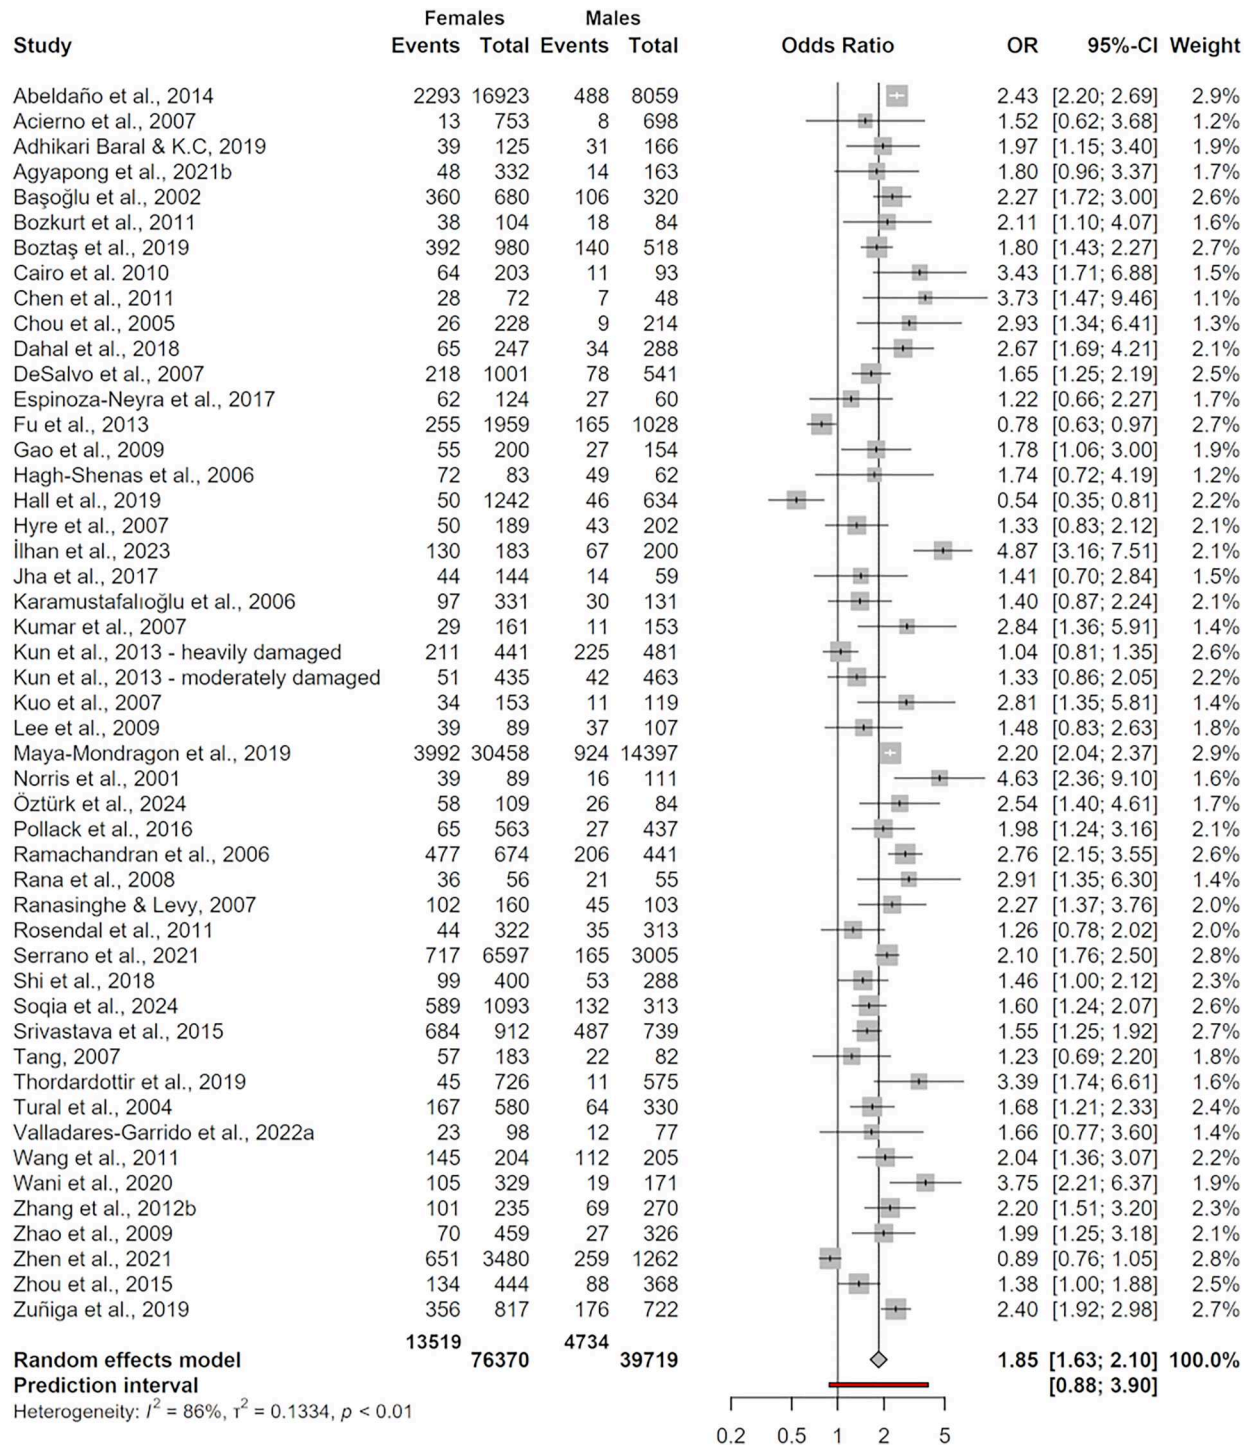 Females Males
Study Events Total Events Total Odds Ratio OR 95%-CI Weight
Abeldaño et al., 2014 2293 16923 488 8059 2.43 [2.20; 2.69] 2.9%
Acierno et al., 2007 13 753 8 698 1.52 [0.62; 3.68] 1.2%
Adhikari Baral & K.C, 2019 39 125 31 166 1.97 [1.15; 3.40] 1.9%
Agyapong et al., 2021b 48 332 14 163 1.80 [0.96; 3.37] 1.7%
Başoğlu et al., 2002 360 680 106 320 2.27 [1.72; 3.00] 2.6%
Bozkurt et al., 2011 38 104 18 84 2.11 [1.10; 4.07] 1.6%
Boztaş et al., 2019 392 980 140 518 1.80 [1.43; 2.27] 2.7%
Cairo et al. 2010 64 203 11 93 3.43 [1.71; 6.88] 1.5%
Chen et al., 2011 28 72 7 48 3.73 [1.47; 9.46] 1.1%
Chou et al., 2005 26 228 9 214 2.93 [1.34; 6.41] 1.3%
Dahal et al., 2018 65 247 34 288 2.67 [1.69; 4.21] 2.1%
DeSalvo et al., 2007 218 1001 78 541 1.65 [1.25; 2.19] 2.5%
Espinoza-Neyra et al., 2017 62 124 27 60 1.22 [0.66; 2.27] 1.7%
Fu et al., 2013 255 1959 165 1028 0.78 [0.63; 0.97] 2.7%
Gao et al., 2009 55 200 27 154 1.78 [1.06; 3.00] 1.9%
Hagh-Shenas et al., 2006 72 83 49 62 1.74 [0.72; 4.19] 1.2%
Hall et al., 2019 50 1242 46 634 0.54 [0.35; 0.81] 2.2%
Hyre et al., 2007 50 189 43 202 1.33 [0.83; 2.12] 2.1%
İlhan et al., 2023 130 183 67 200 4.87 [3.16; 7.51] 2.1%
Jha et al., 2017 44 144 14 59 1.41 [0.70; 2.84] 1.5%
Karamustafalıoğlu et al., 2006 97 331 30 131 1.40 [0.87; 2.24] 2.1%
Kumar et al., 2007 29 161 11 153 2.84 [1.36; 5.91] 1.4%
Kun et al., 2013 - heavily damaged 211 441 225 481 1.04 [0.81; 1.35] 2.6%
Kun et al., 2013 - moderately damaged 51 435 42 463 1.33 [0.86; 2.05] 2.2%
Kuo et al., 2007 34 153 11 119 2.81 [1.35; 5.81] 1.4%
Lee et al., 2009 39 89 37 107 1.48 [0.83; 2.63] 1.8%
Maya-Mondragon et al., 2019 3992 30458 924 14397 2.20 [2.04; 2.37] 2.9%
Norris et al., 2001 39 89 16 111 4.63 [2.36; 9.10] 1.6%
Öztürk et al., 2024 58 109 26 84 2.54 [1.40; 4.61] 1.7%
Pollack et al., 2016 65 563 27 437 1.98 [1.24; 3.16] 2.1%
Ramachandran et al., 2006 477 674 206 441 2.76 [2.15; 3.55] 2.6%
Rana et al., 2008 36 56 21 55 2.91 [1.35; 6.30] 1.4%
Ranasinghe & Levy, 2007 102 160 45 103 2.27 [1.37; 3.76] 2.0%
Rosendal et al., 2011 44 322 35 313 1.26 [0.78; 2.02] 2.0%
Serrano et al., 2021 717 6597 165 3005 2.10 [1.76; 2.50] 2.8%
Shi et al., 2018 99 400 53 288 1.46 [1.00; 2.12] 2.3%
Soqia et al., 2024 589 1093 132 313 1.60 [1.24; 2.07] 2.6%
Srivastava et al., 2015 684 912 487 739 1.55 [1.25; 1.92] 2.7%
Tang, 2007 57 183 22 82 1.23 [0.69; 2.20] 1.8%
Thordardottir et al., 2019 45 726 11 575 3.39 [1.74; 6.61] 1.6%
Tural et al., 2004 167 580 64 330 1.68 [1.21; 2.33] 2.4%
Valladares-Garrido et al., 2022a 23 98 12 77 1.66 [0.77; 3.60] 1.4%
Wang et al., 2011 145 204 112 205 2.04 [1.36; 3.07] 2.2%
Wani et al., 2020 105 329 19 171 3.75 [2.21; 6.37] 1.9%
Zhang et al., 2012b 101 235 69 270 2.20 [1.51; 3.20] 2.3%
Zhao et al., 2009 70 459 27 326 1.99 [1.25; 3.18] 2.1%
Zhen et al., 2021 651 3480 259 1262 0.89 [0.76; 1.05] 2.8%
Zhou et al., 2015 134 444 88 368 1.38 [1.00; 1.88] 2.5%
Zuñiga et al., 2019 356 817 176 722 2.40 [1.92; 2.98] 2.7%
13519 4734
Random effects model 76370 39719 1.85 [1.63; 2.10] 100.0%
Prediction interval [0.88; 3.90]
Heterogeneity: I² = 86%, τ² = 0.1334, p < 0.01
0.2 0.5 1 2 5